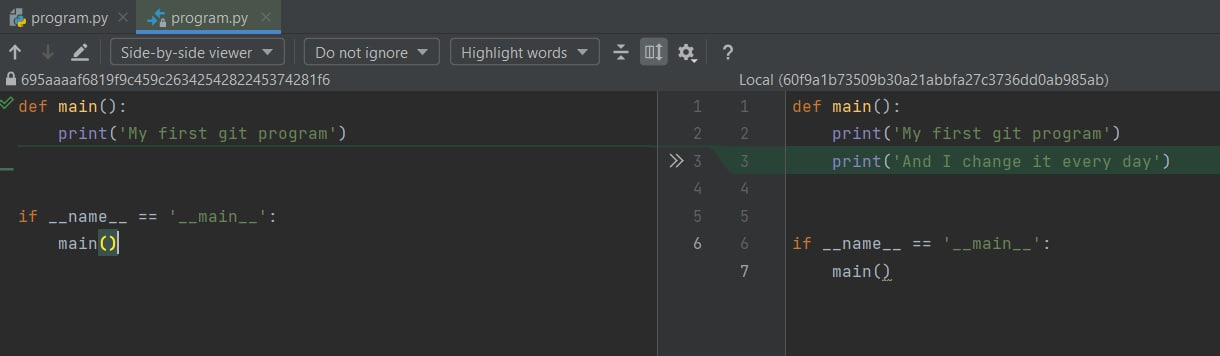 program.py program.py
Side-by-side viewer Do not ignore Highlight words ?
695aaaaf6819f9c459c2634254282245374281f6 Local (60f9a1b73509b30a21abbfa27c3736dd0ab985ab)
def main(): 1 1 def main():
print('My first git program') 2 2 print('My first git program')
3 3 print('And I change it every day')
4 4
if __name__ == '__main__': 5 5
main() 6 6 if __name__ == '__main__':
7 main()